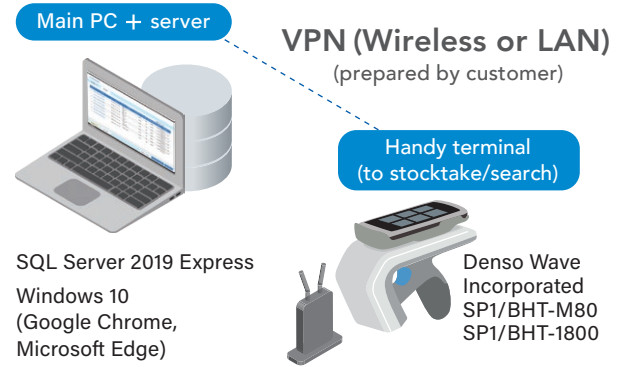 Main PC + server
VPN (Wireless or LAN)
(prepared by customer)
Handy terminal
(to stocktake/search)
SQL Server 2019 Express
Windows 10
(Google Chrome,
Microsoft Edge)
Denso Wave
Incorporated
SP1/BHT-M80
SP1/BHT-1800